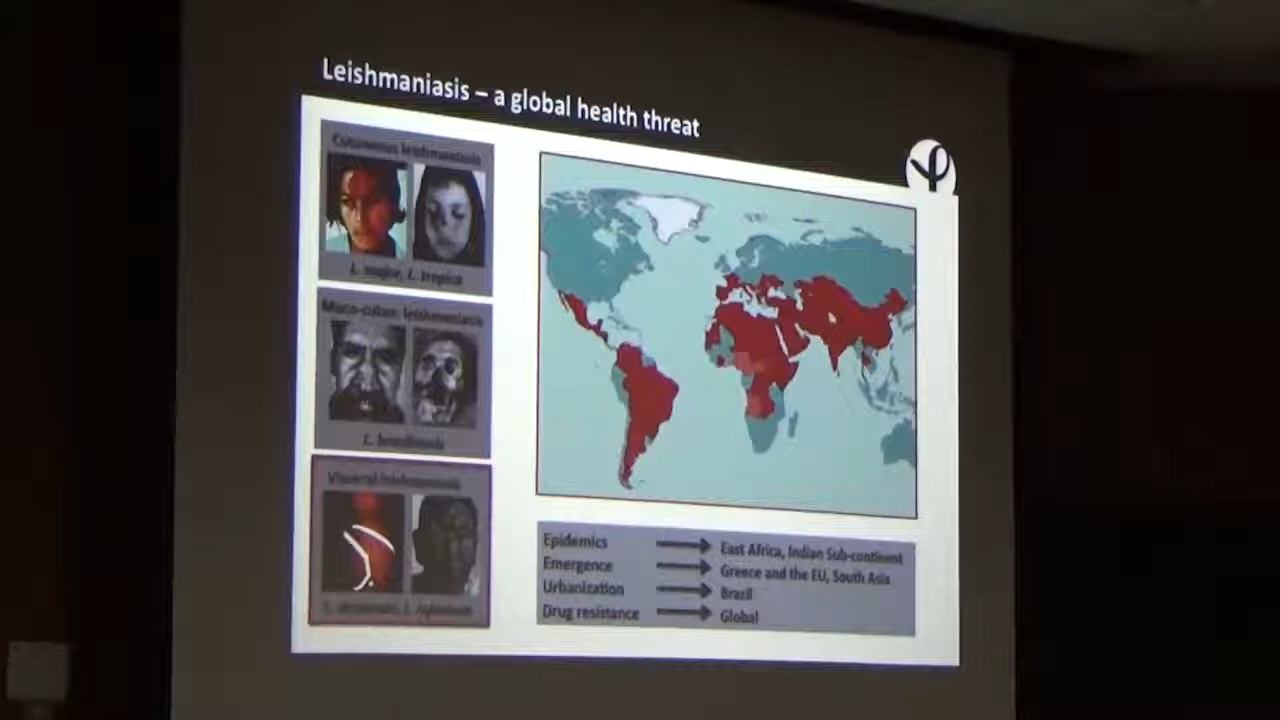 Leishmaniasis – a global health threat
Cutaneous leishmaniasis
L. major, L. tropica
Muco-cutan. leishmaniasis
L. braziliensis
Visceral leishmaniasis
L. donovani, L.
Epidemics → East Africa, Indian Sub-continent
Emergence → Greece and the EU, South Asia
Urbanization → Brazil
Drug resistance → Global